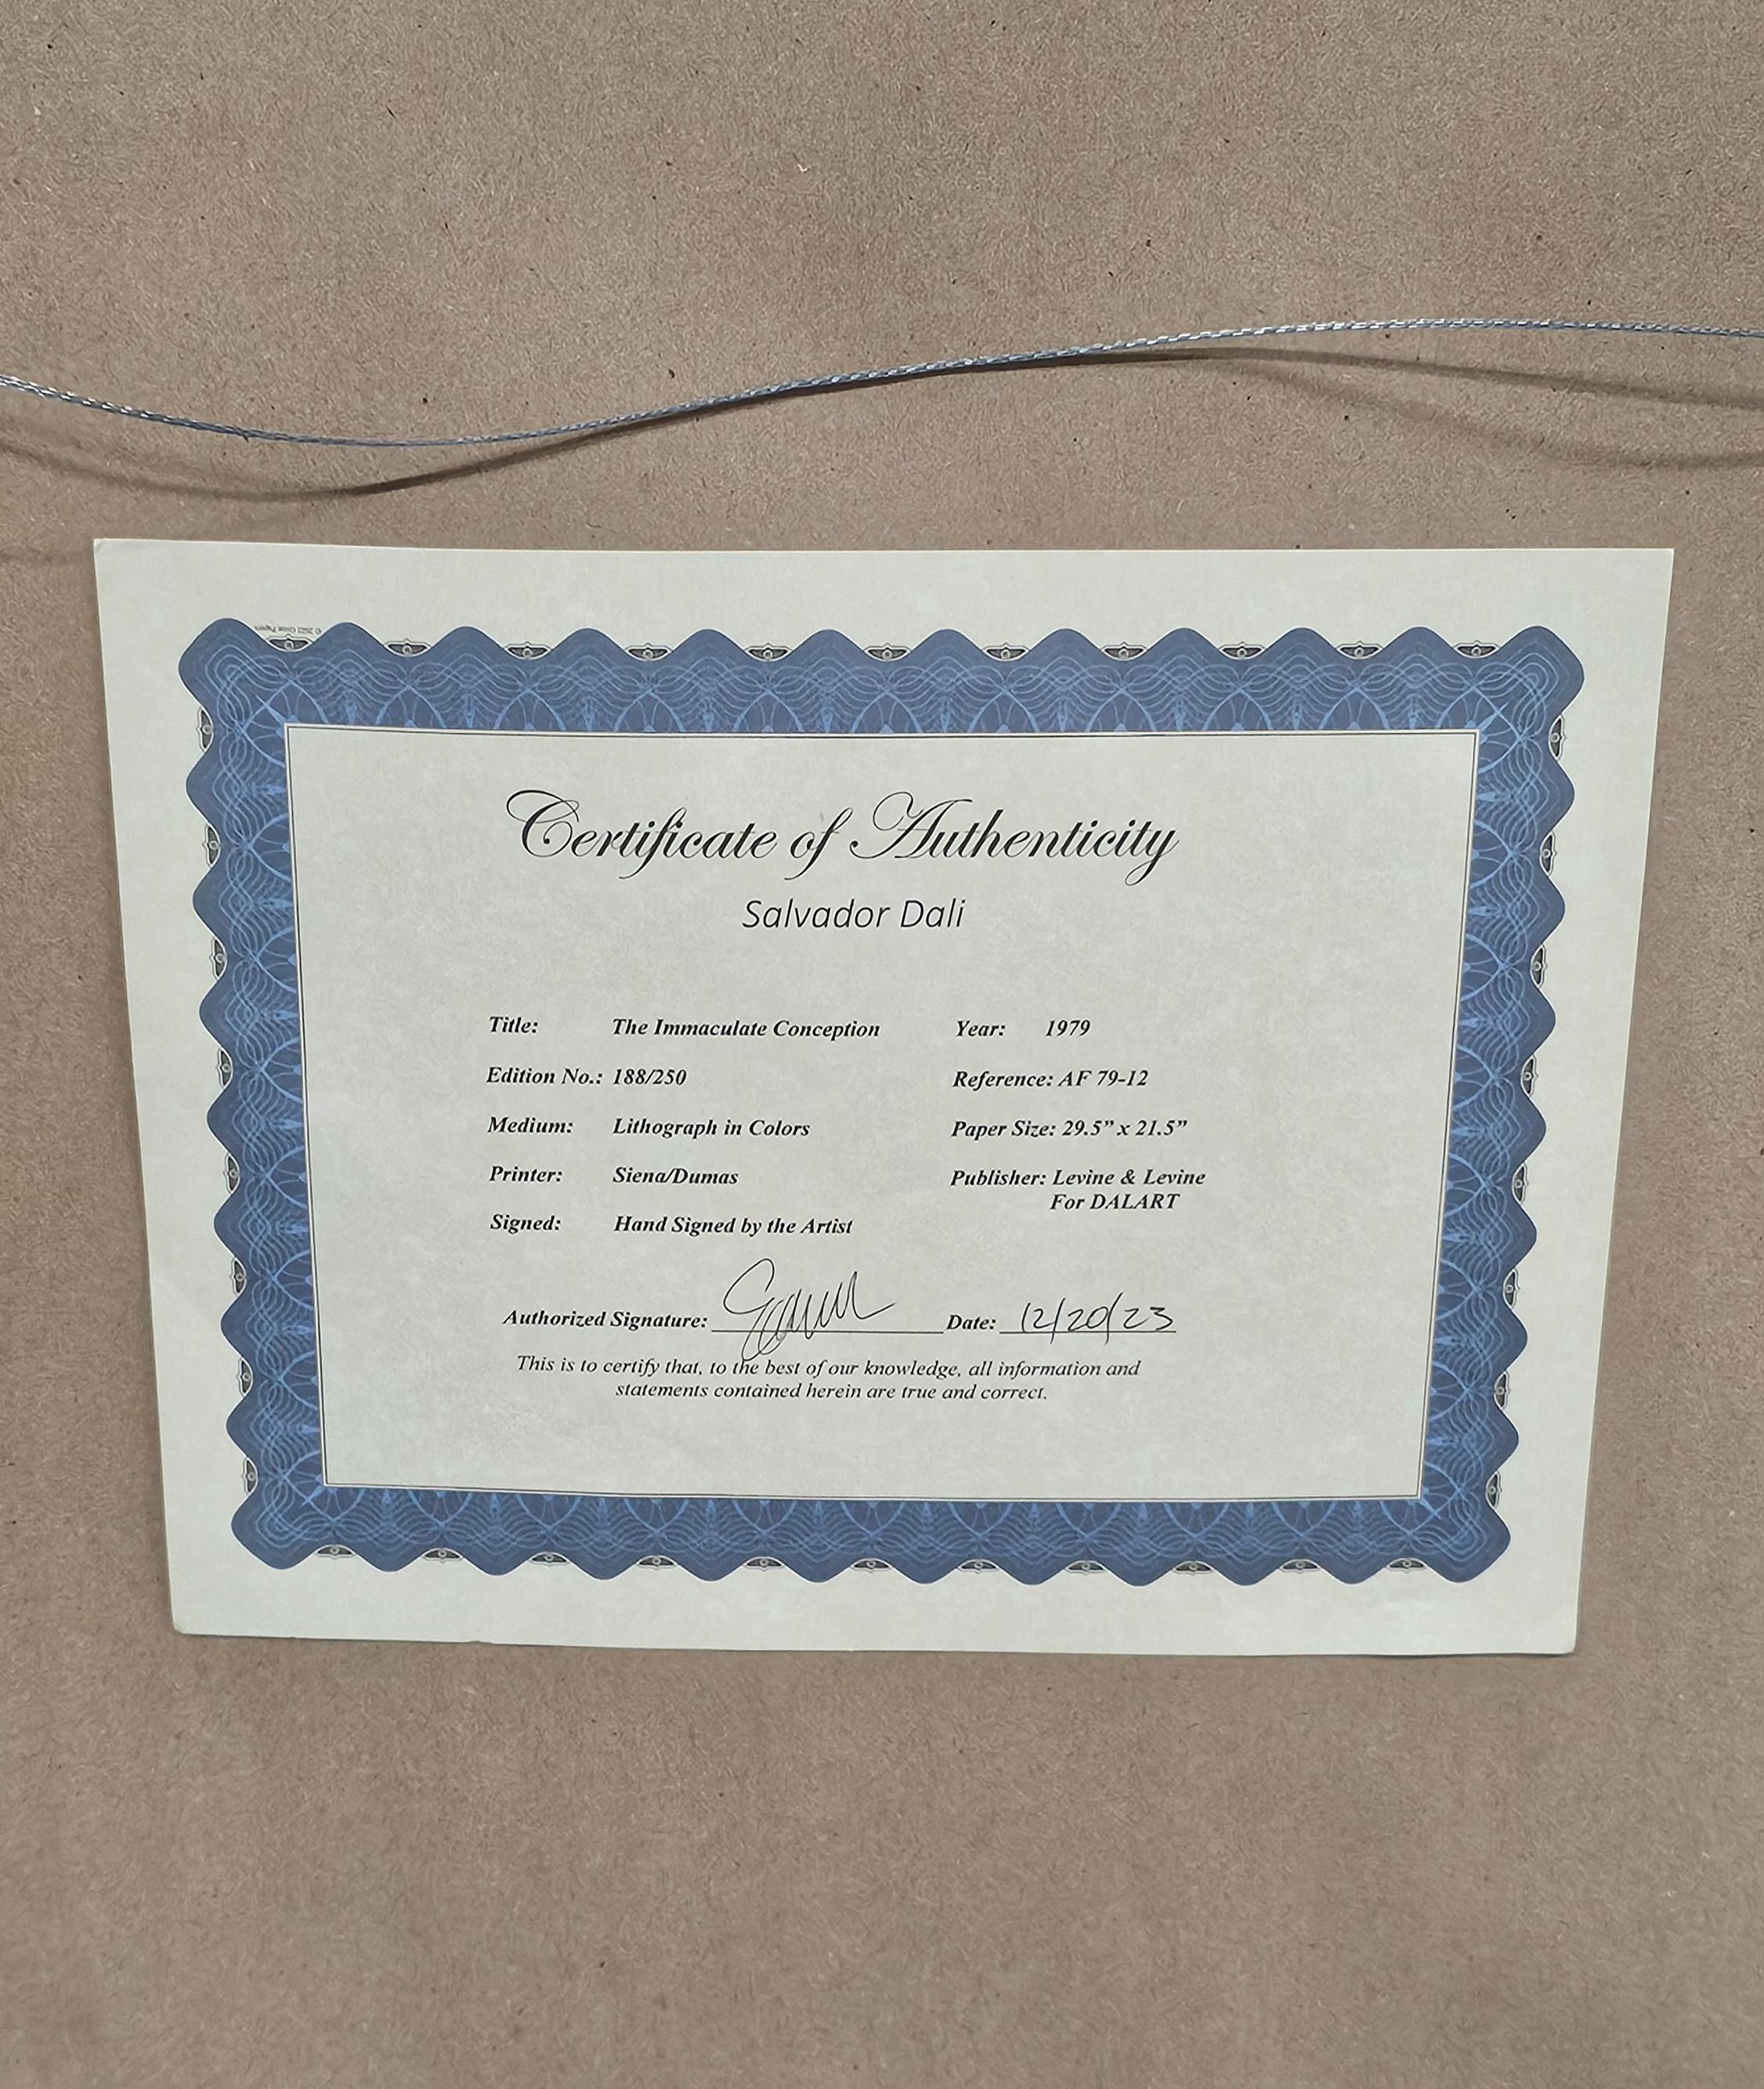 © 2022 Geist Papers
Certificate of Authenticity
Salvador Dali
Title: The Immaculate Conception Year: 1979
Edition No.: 188/250 Reference: AF 79-12
Medium: Lithograph in Colors Paper Size: 29.5” x 21.5”
Printer: Siena/Dumas Publisher: Levine & Levine
For DALART
Signed: Hand Signed by the Artist
Authorized Signature: Date: 12/20/23
This is to certify that, to the best of our knowledge, all information and
statements contained herein are true and correct.